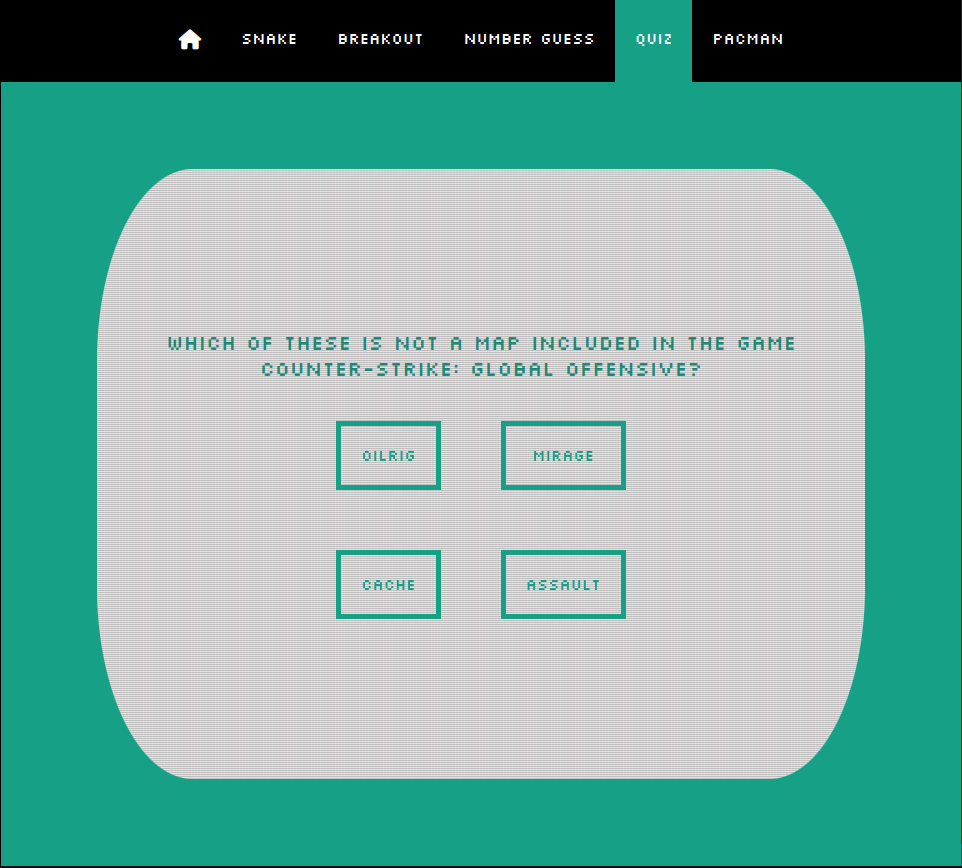 SNAKE BREAKOUT NUMBER GUESS QUIZ PACMAN
WHICH OF THESE IS NOT A MAP INCLUDED IN THE GAME
COUNTER-STRIKE: GLOBAL OFFENSIVE?
OILRIG MIRAGE
CACHE ASSAULT